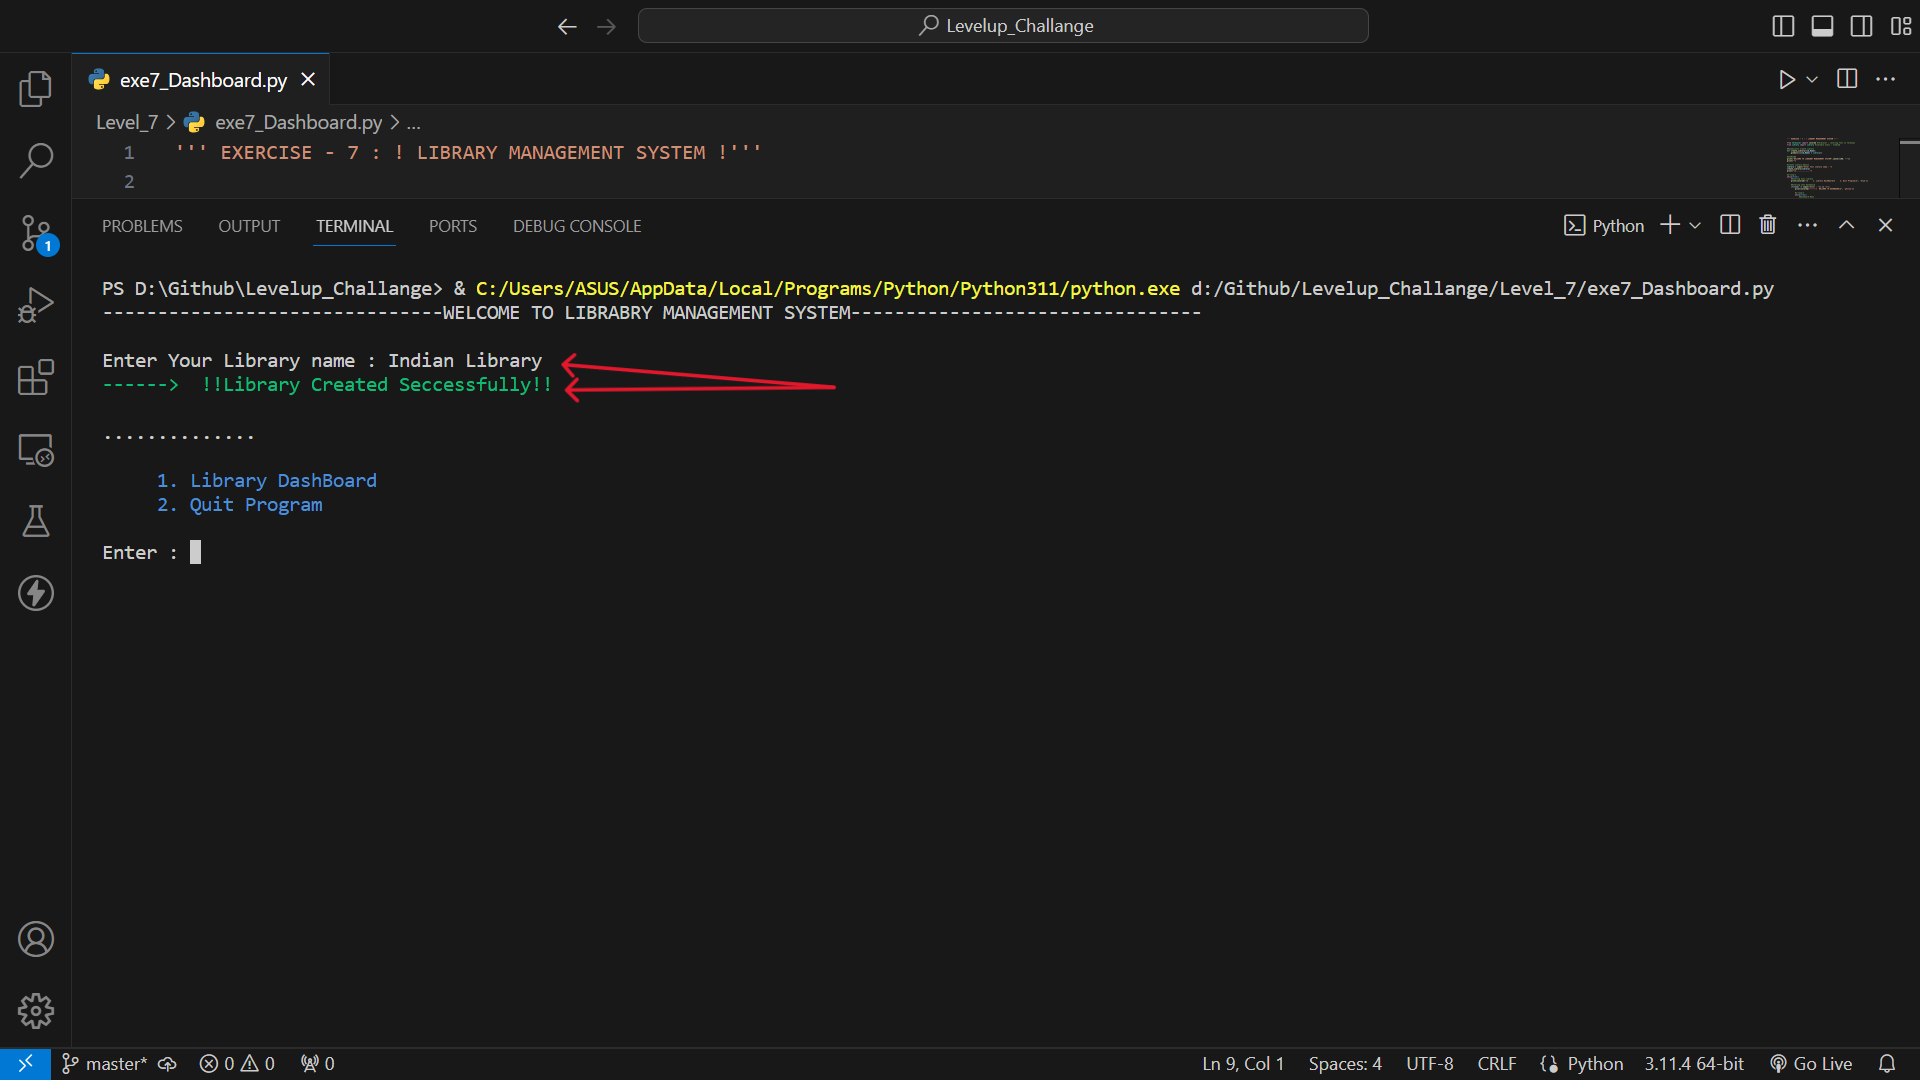 Levelup_Challange
exe7_Dashboard.py
Level_7 > exe7_Dashboard.py > ...
1 ''' EXERCISE - 7 : ! LIBRARY MANAGEMENT SYSTEM !'''
2
PROBLEMS OUTPUT TERMINAL PORTS DEBUG CONSOLE Python
PS D:\Github\Levelup_Challange> & C:/Users/ASUS/AppData/Local/Programs/Python/Python311/python.exe d:/Github/Levelup_Challange/Level_7/exe7_Dashboard.py
-------------------------------WELCOME TO LIBRABRY MANAGEMENT SYSTEM--------------------------------
Enter Your Library name : Indian Library
------>  !!Library Created Seccessfully!!
..............
1. Library DashBoard
2. Quit Program
Enter :
1
master* 0 0 0 Ln 9, Col 1 Spaces: 4 UTF-8 CRLF Python 3.11.4 64-bit Go Live